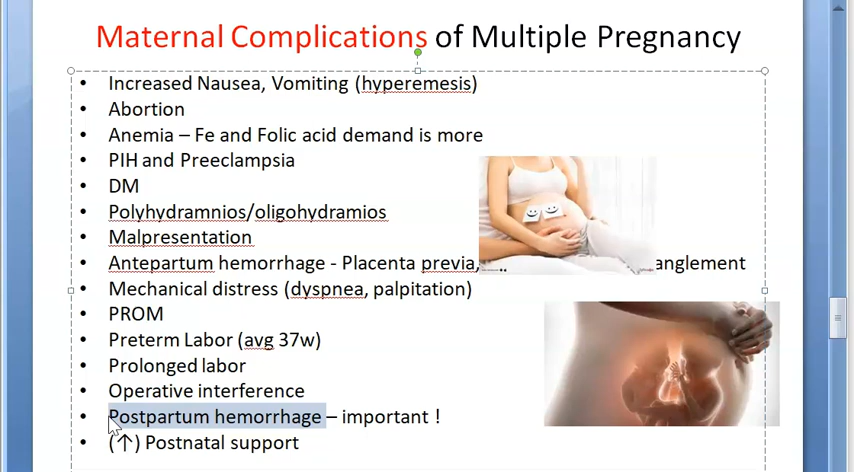 Maternal Complications of Multiple Pregnancy
• Increased Nausea, Vomiting (hyperemesis)
• Abortion
• Anemia – Fe and Folic acid demand is more
• PIH and Preeclampsia
• DM
• Polyhydramnios/oligohydramios
• Malpresentation
• Antepartum hemorrhage - Placenta previa, anglement
• Mechanical distress (dyspnea, palpitation)
• PROM
• Preterm Labor (avg 37w)
• Prolonged labor
• Operative interference
• Postpartum hemorrhage – important !
• (↑) Postnatal support